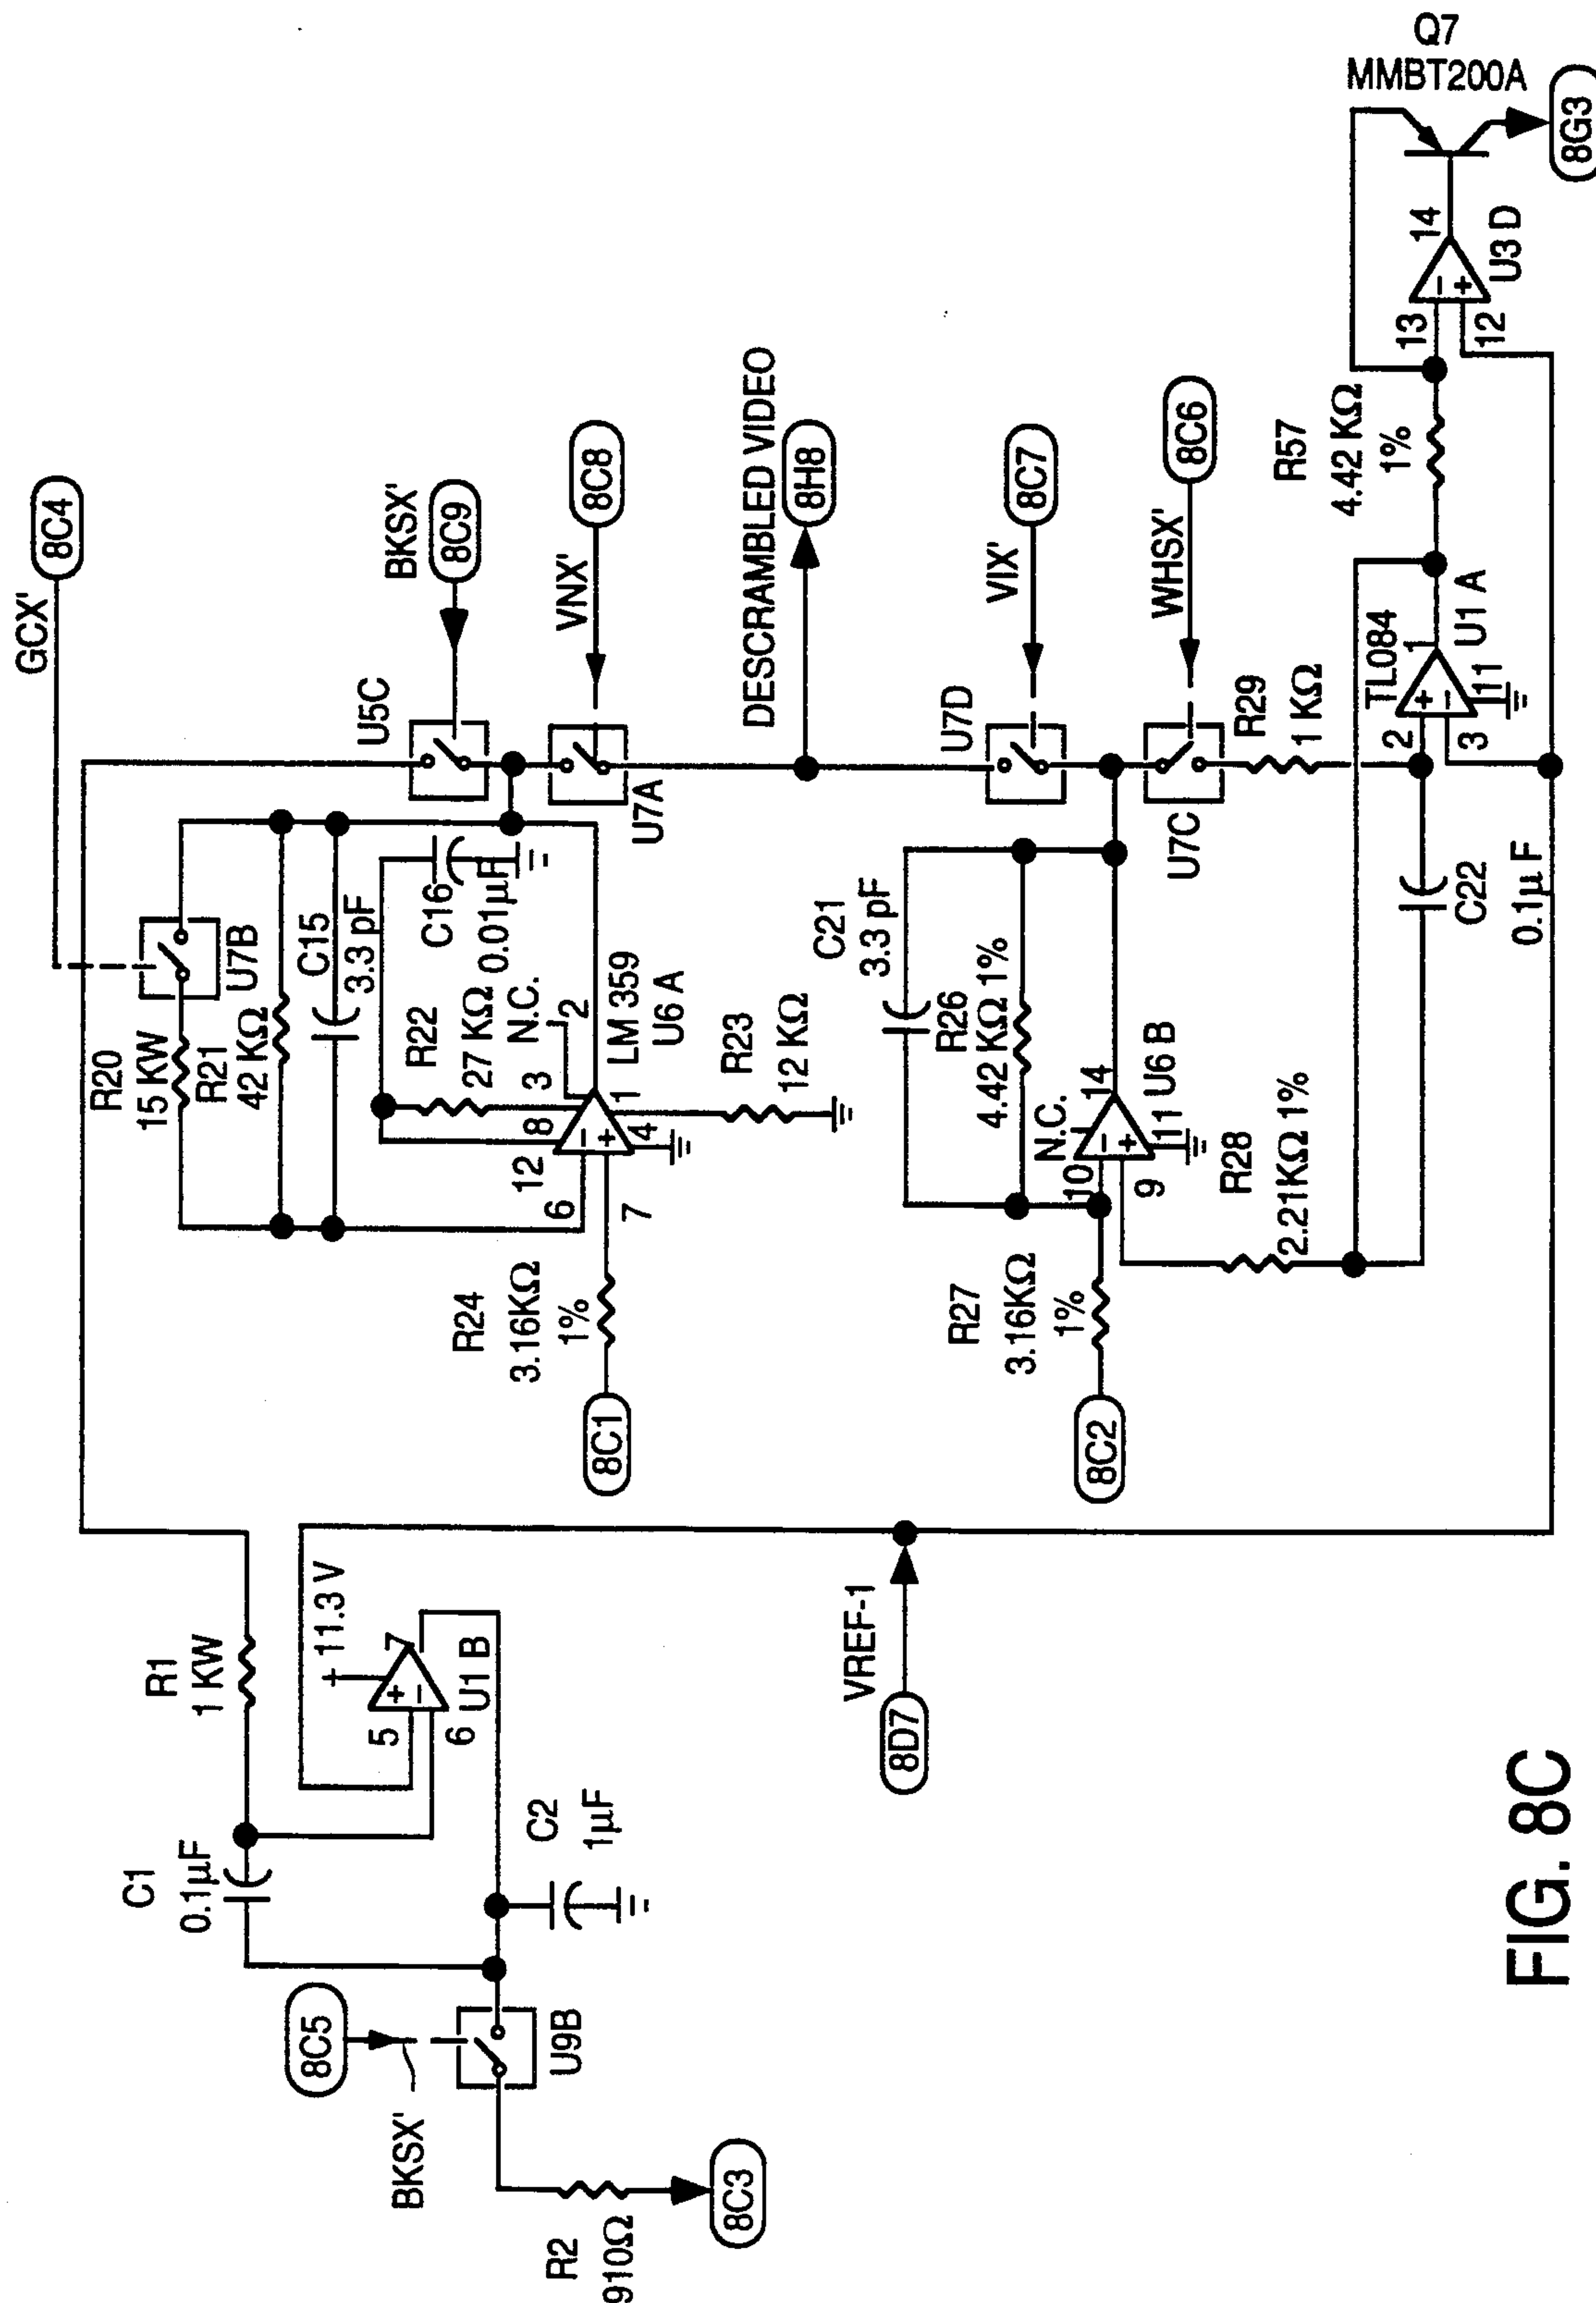 Q7
MMBT200A
8G3
GCX'
8C4
BKSX'
8C9
VNX'
8C8
DESCRAMBLED VIDEO
8H8
VIX'
8C7
WHSX'
8C6
U5C
U7A
U7D
U7C
R29
1 KΩ
R57
4.42 KΩ
1%
13
12
14
U3 D
-
+
TL084
2
3
1
11
U1 A
+
-
C22
0.1µF
R20
15 KW
U7B
R21
42 KΩ
C15
3.3 pF
C16
0.01µF
R22
27 KΩ
N.C.
2
3
8
12
6
7
4
1
-
+
LM 359
U6 A
R23
12 KΩ
R24
3.16KΩ
1%
8C1
C21
3.3 pF
R26
4.42 KΩ 1%
N.C.
10
9
14
11
-
+
U6 B
R28
2.21KΩ 1%
R27
3.16KΩ
1%
8C2
R1
1 KW
+ 11.3 V
5
6
7
+
-
U1 B
C1
0.1µF
C2
1µF
VREF-1
8D7
8C5
BKSX'
U9B
R2
910Ω
8C3
FIG. 8C